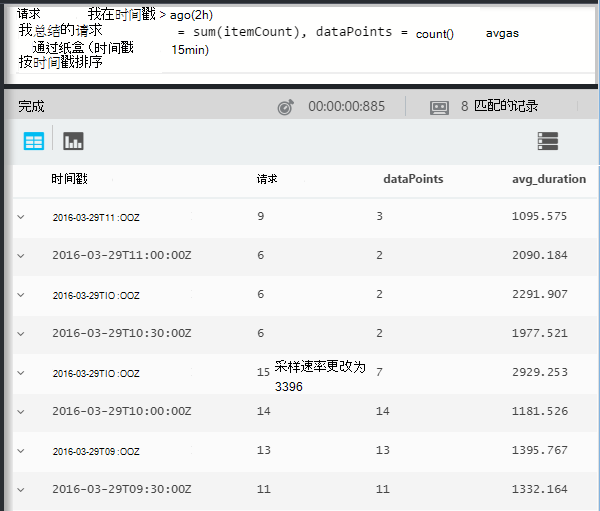 请求 我在时间戳 > ago(2h)
我总结的请求 = sum(itemCount), dataPoints = count() avgas
通过纸盒(时间戳 15min)
按时间戳排序
完成 00:00:00:885 8 匹配的记录
时间戳 请求 dataPoints avg_duration
2016-03-29T11 :OOZ 9 3 1095.575
2016-03-29T11:00:00Z 6 2 2090.184
2016-03-29TIO :OOZ 6 2 2291.907
2016-03-29T10:30:00Z 6 2 1977.521
2016-03-29TIO :OOZ 15 采样速率更改为 7 2929.253
3396
2016-03-29T10:00:00Z 14 14 1181.526
2016-03-29T09 :OOZ 13 13 1395.767
2016-03-29T09:30:00Z 11 11 1332.164